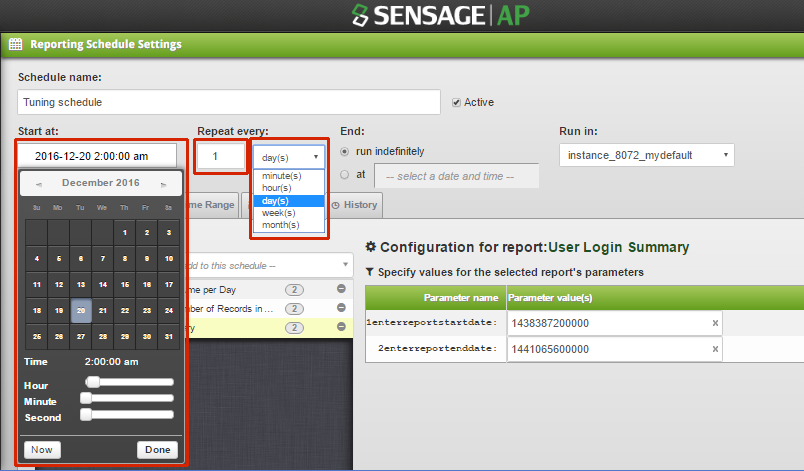 SENSAGE AP
Reporting Schedule Settings
Schedule name:
Tuning schedule
Active
Start at:
Repeat every:
End:
Run in:
2016-12-20 2:00:00 am
1
day(s)
run indefinitely
instance_8072_mydefault
at
-- select a date and time --
minute(s)
hour(s)
day(s)
week(s)
month(s)
December 2016
Su Mo Tu We Th Fr Sa
1 2 3
4 5 6 7 8 9 10
11 12 13 14 15 16 17
18 19 20 21 22 23 24
25 26 27 28 29 30 31
Time 2:00:00 am
Hour
Minute
Second
Now
Done
me Range
History
add to this schedule --
me per Day 2
mber of Records in ... 2
ry 2
Configuration for report:User Login Summary
Specify values for the selected report's parameters
Parameter name Parameter value(s)
1enterreportstartdate: 1438387200000 x
2enterreportenddate: 1441065600000 x